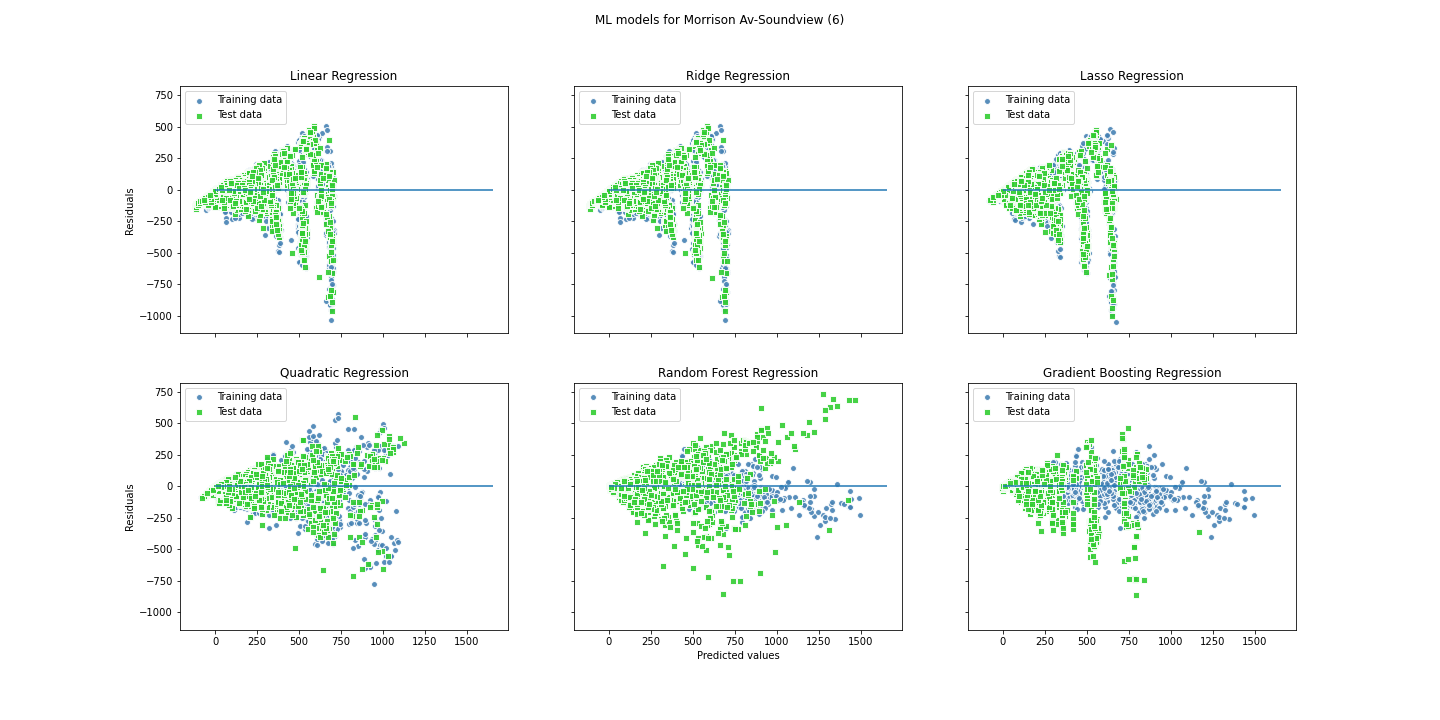 ML models for Morrison Av-Soundview (6)
Linear Regression
Ridge Regression
Lasso Regression
Training data
Test data
Training data
Test data
Training data
Test data
750
500
250
0
−250
−500
−750
−1000
Residuals
Quadratic Regression
Random Forest Regression
Gradient Boosting Regression
Training data
Test data
Training data
Test data
Training data
Test data
750
500
250
0
−250
−500
−750
−1000
Residuals
0 250 500 750 1000 1250 1500
0 250 500 750 1000 1250 1500
0 250 500 750 1000 1250 1500
Predicted values